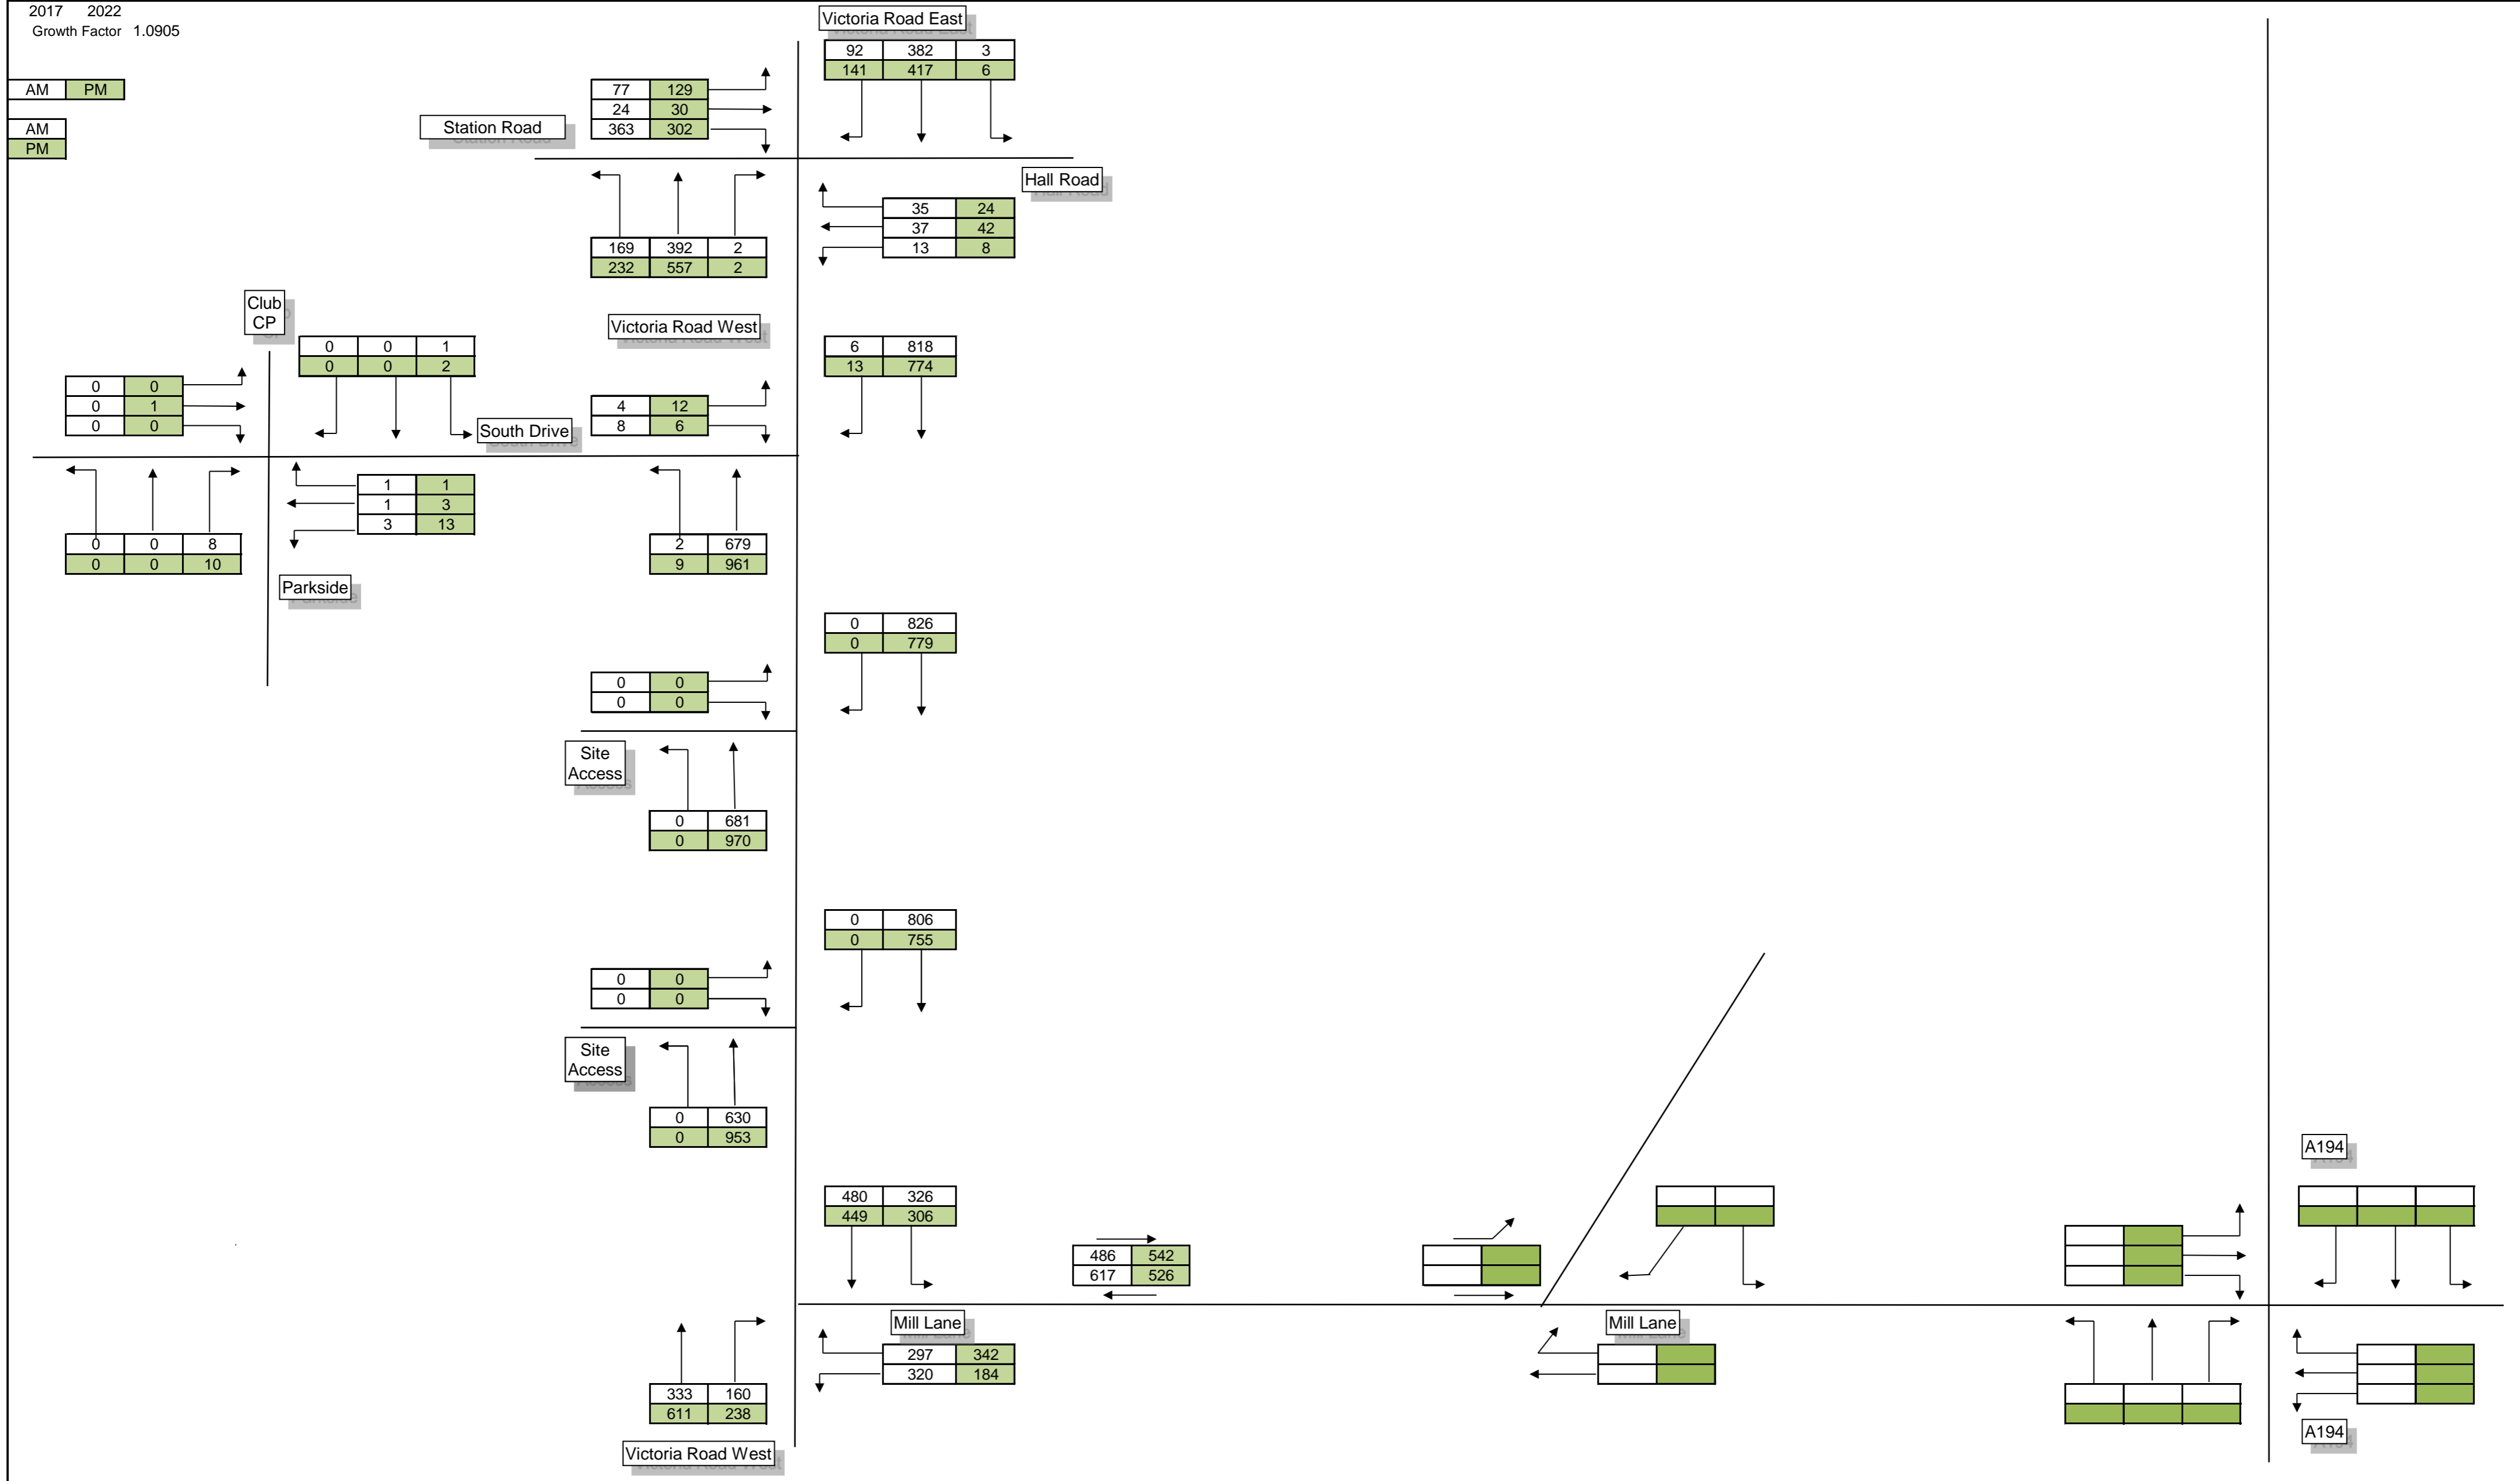 2017 2022
Growth Factor 1.0905
AM PM
AM
PM
Victoria Road East
92 382 3
141 417 6
77 129
24 30
363 302
Station Road
Hall Road
35 24
37 42
13 8
169 392 2
232 557 2
Club
CP
0 0 1
0 0 2
Victoria Road West
6 818
13 774
0 0
0 1
0 0
4 12
8 6
South Drive
1 1
1 3
3 13
0 0 8
0 0 10
2 679
9 961
Parkside
0 826
0 779
0 0
0 0
Site
Access
0 681
0 970
0 806
0 755
0 0
0 0
Site
Access
0 630
0 953
A194
480 326
449 306
486 542
617 526
Mill Lane
297 342
320 184
Mill Lane
333 160
611 238
A194
Victoria Road West